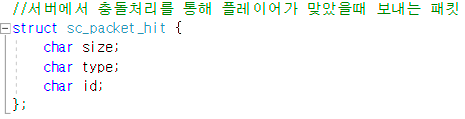 //서버에서 충돌처리를 통해 플레이어가 맞았을때 보내는 패킷
struct sc_packet_hit {
    char size;
    char type;
    char id;
};